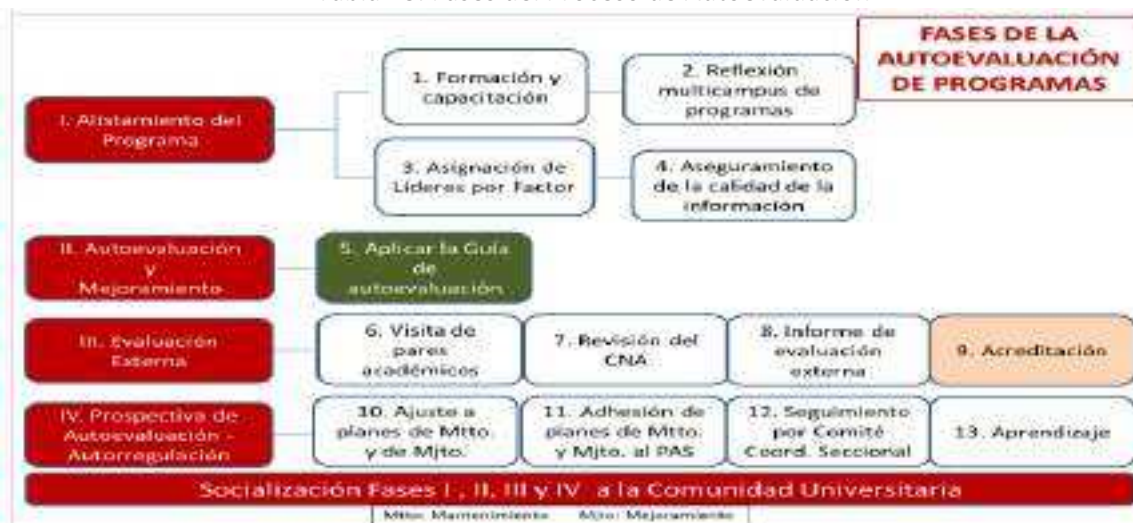 FASES DE LA
AUTOEVALUACIÓN
DE PROGRAMAS
I. Alistamiento del
Programa
1. Formación y
capacitación
2. Reflexión
multicampus de
programas
3. Asignación de
Líderes por Factor
4. Aseguramiento
de la calidad de la
información
II. Autoevaluación
y
Mejoramiento
5. Aplicar la Guía
de
autoevaluación
III. Evaluación
Externa
6. Visita de
pares
académicos
7. Revisión del
CNA
8. Informe de
evaluación
externa
9. Acreditación
IV. Prospectiva de
Autoevaluación -
Autorregulación
10. Ajuste a
planes de Mtto.
y de Mjto.
11. Adhesión de
planes de Mtto.
y Mjto. al PAS
12. Seguimiento
por Comité
Coord. Seccional
13. Aprendizaje
Socialización Fases I , II, III y IV a la Comunidad Universitaria
Mtto: Mantenimiento Mjto: Mejoramiento